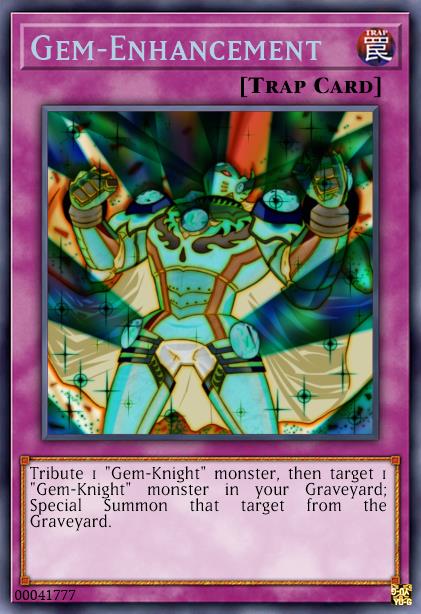 GEM-ENHANCEMENT
TRAP
罠
[TRAP CARD]
Tribute 1 "Gem-Knight" monster, then target 1
"Gem-Knight" monster in your Graveyard;
Special Summon that target from the
Graveyard.
00041777